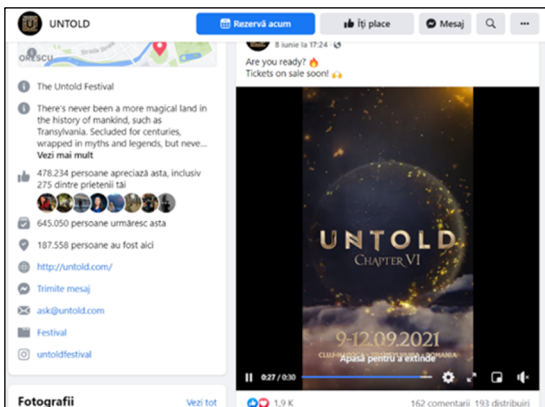 UNTOLD
Rezervă acum
Îți place
Mesaj
ORESCU
Strada
The Untold Festival
There's never been a more magical land in
the history of mankind, such as
Transylvania. Secluded for centuries,
wrapped in myths and legends, but neve...
Vezi mai mult
478.234 persoane apreciază asta, inclusiv
275 dintre prietenii tăi
645.050 persoane urmăresc asta
187.558 persoane au fost aici
http://untold.com/
Trimite mesaj
ask@untold.com
Festival
untoldfestival
Fotografii
Vezi tot
8 iunie la 17:24
Are you ready? 🔥
Tickets on sale soon! 🙌
UNTOLD
CHAPTER VI
9-12.09.2021
Apasă pentru a extinde
ROMANIA
0:27 / 0:30
1,9 K
162 comentarii 193 distribuiri